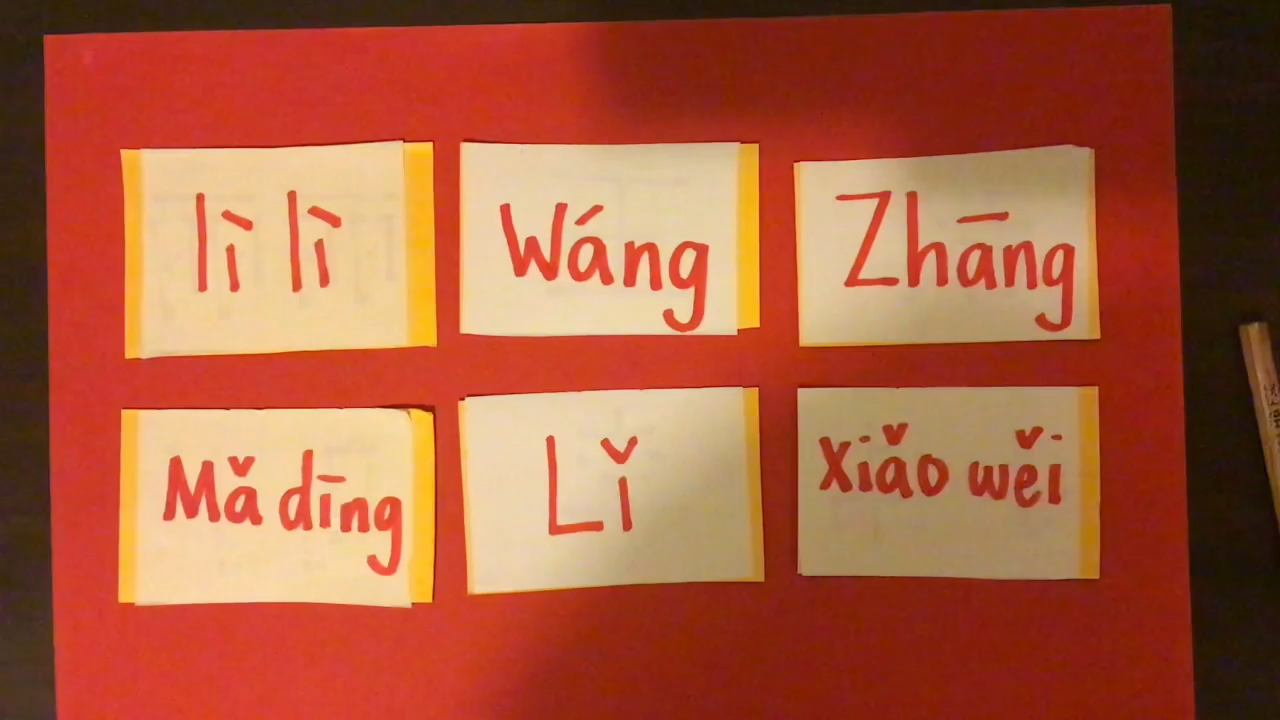 lì lì
Wáng
Zhāng
Mǎ dīng
Lǐ
Xiǎo wěi